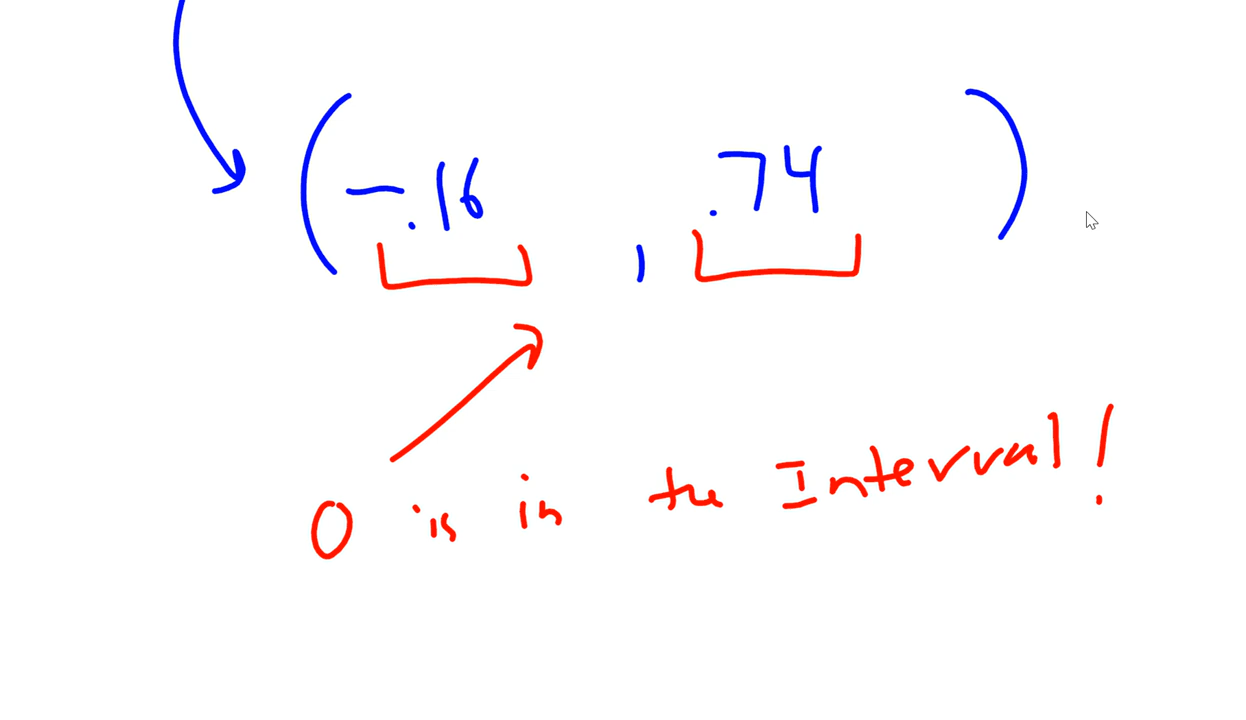 (-.16 , .74)
0 is in the Interval!